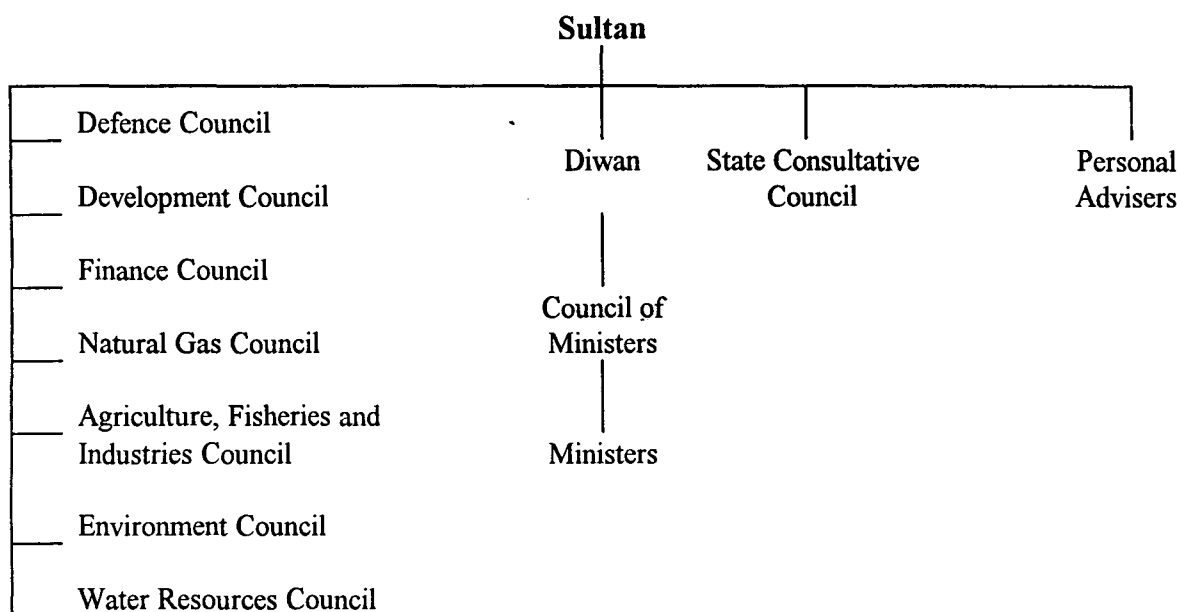 Sultan
Defence Council
Development Council
Finance Council
Natural Gas Council
Agriculture, Fisheries and
Industries Council
Environment Council
Water Resources Council
Diwan
Council of
Ministers
Ministers
State Consultative
Council
Personal
Advisers